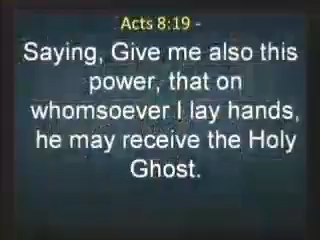 Acts 8:19 -
Saying, Give me also this
power, that on
whomsoever I lay hands,
he may receive the Holy
Ghost.